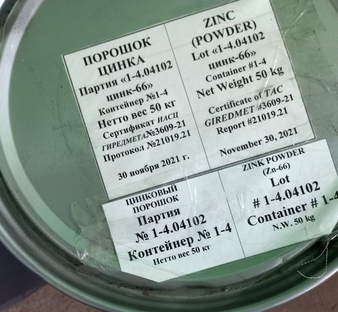 ПОРОШОК
ЦИНКА
Партия «1-4.04102
цинк-66»
Контейнер №1-4
Нетто вес 50 кг
Сертификат ИАСЦ
ГИРЕДМЕТА№3609-21
Протокол №21019.21
30 ноября 2021 г.
ZINC
(POWDER)
Lot «1-4.04102
цинк-66»
Container #1-4
Net Weight 50 kg
Certificate of TAC
GIREDMET #3609-21
Report #21019.21
November 30, 2021
ЦИНКОВЫЙ
ПОРОШОК
Партия
№ 1-4.04102
Контейнер № 1-4
Нетто вес 50 кг
ZINK POWDER
(Zn-66)
Lot
# 1-4.04102
Container # 1-4
N.W. 50 kg